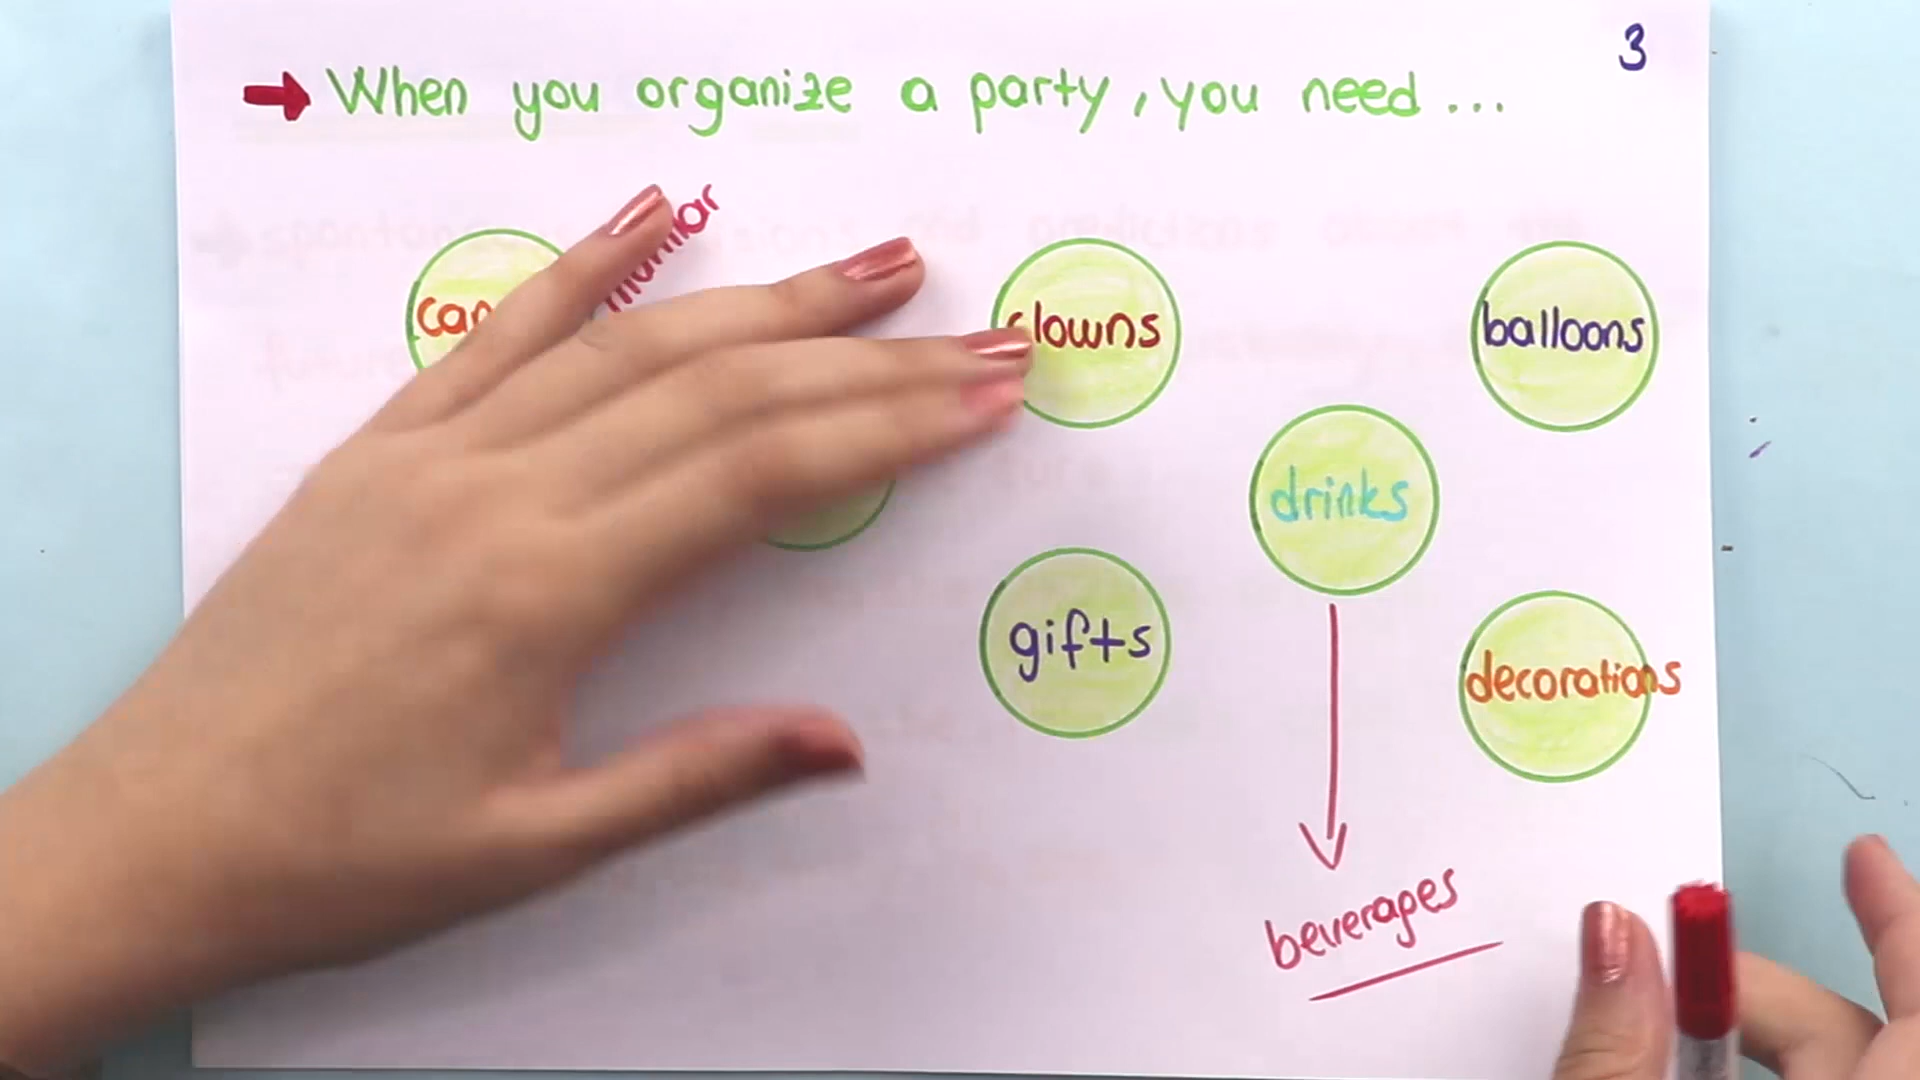 3
When you organize a party, you need ...
clowns
balloons
drinks
gifts
decorations
beverages